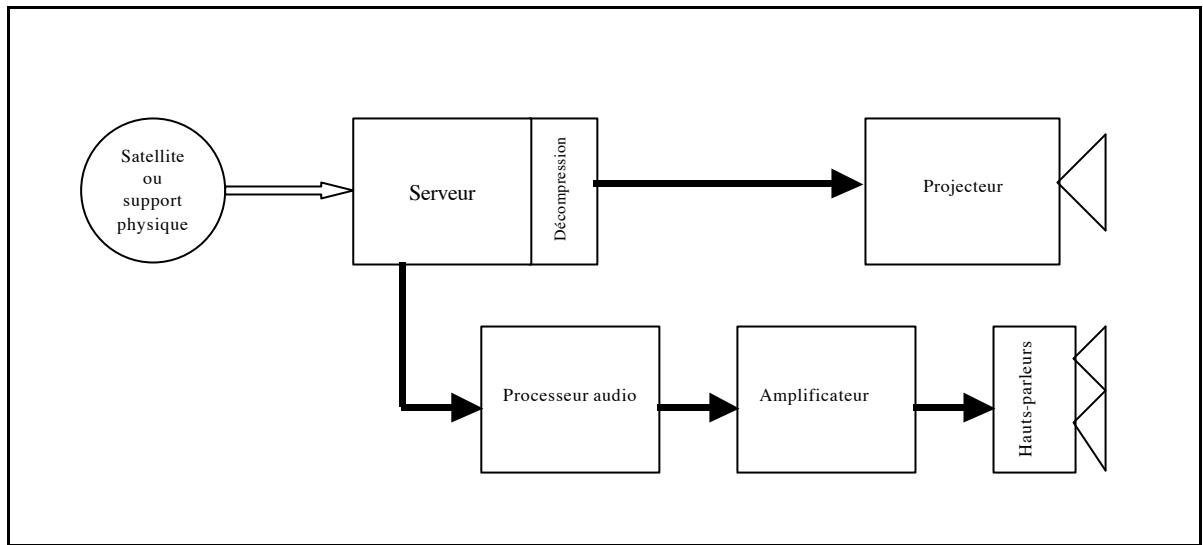 Satellite
ou
support
physique
Serveur
Décompression
Projecteur
Processeur audio
Amplificateur
Hauts-parleurs